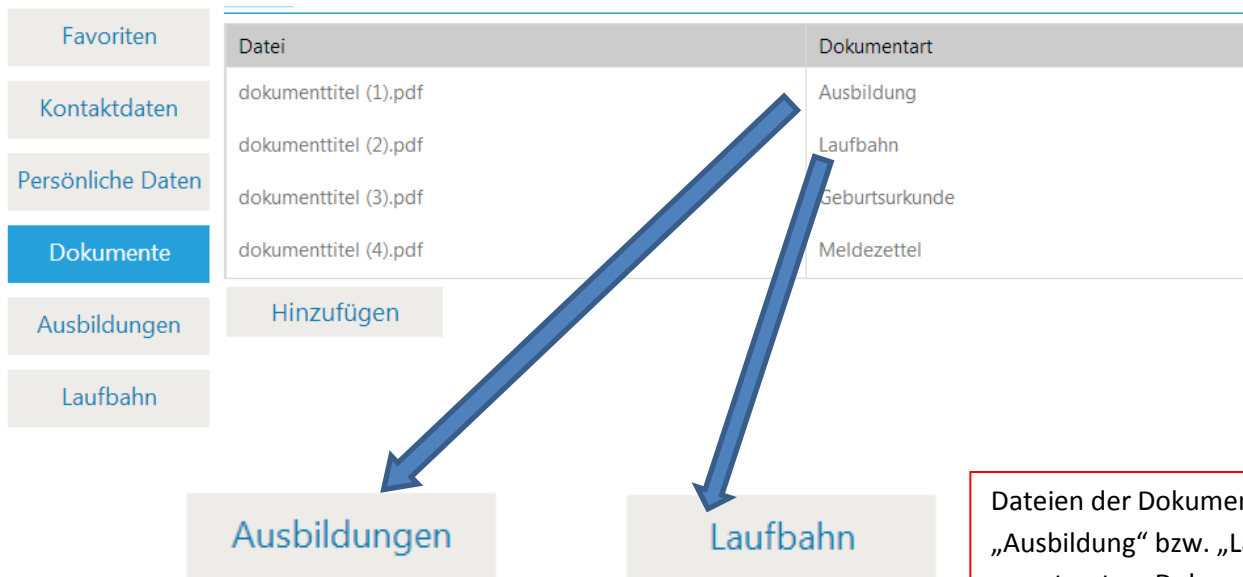 Favoriten
Kontaktdaten
Persönliche Daten
Dokumente
Ausbildungen
Laufbahn
Datei Dokumentart
dokumenttitel (1).pdf Ausbildung
dokumenttitel (2).pdf Laufbahn
dokumenttitel (3).pdf Geburtsurkunde
dokumenttitel (4).pdf Meldezettel
Hinzufügen
Ausbildungen
Laufbahn
Dateien der
„Ausbildung“ bzw.